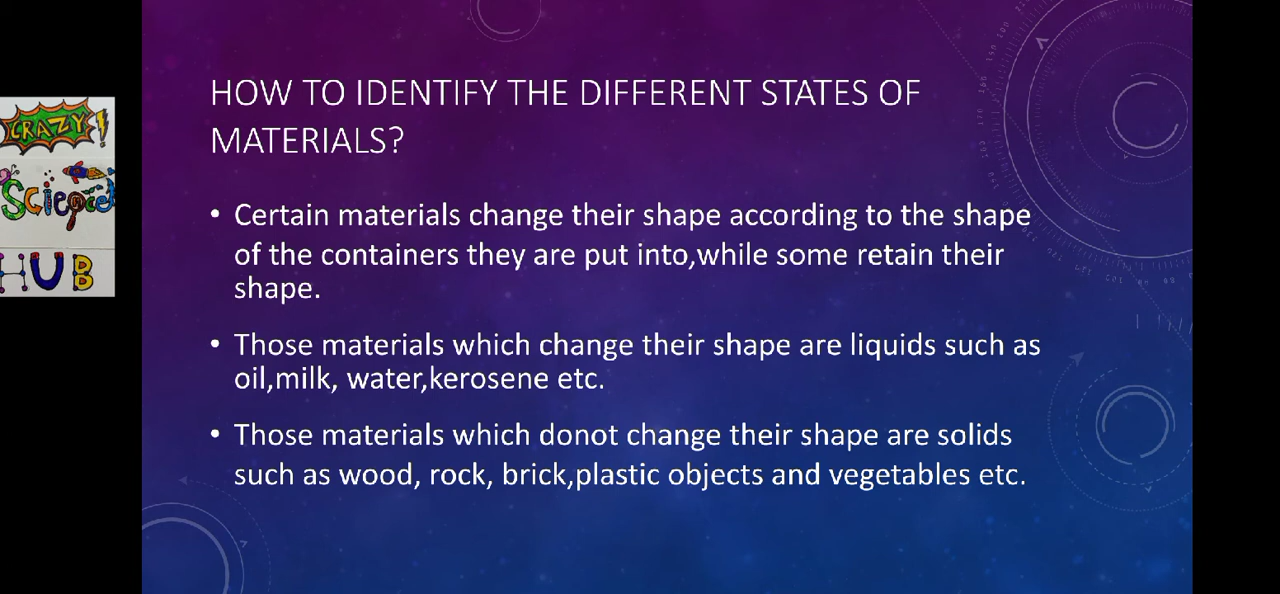 CRAZY!
Science
HUB
HOW TO IDENTIFY THE DIFFERENT STATES OF
MATERIALS?
• Certain materials change their shape according to the shape
of the containers they are put into,while some retain their
shape.
• Those materials which change their shape are liquids such as
oil,milk, water,kerosene etc.
• Those materials which donot change their shape are solids
such as wood, rock, brick,plastic objects and vegetables etc.